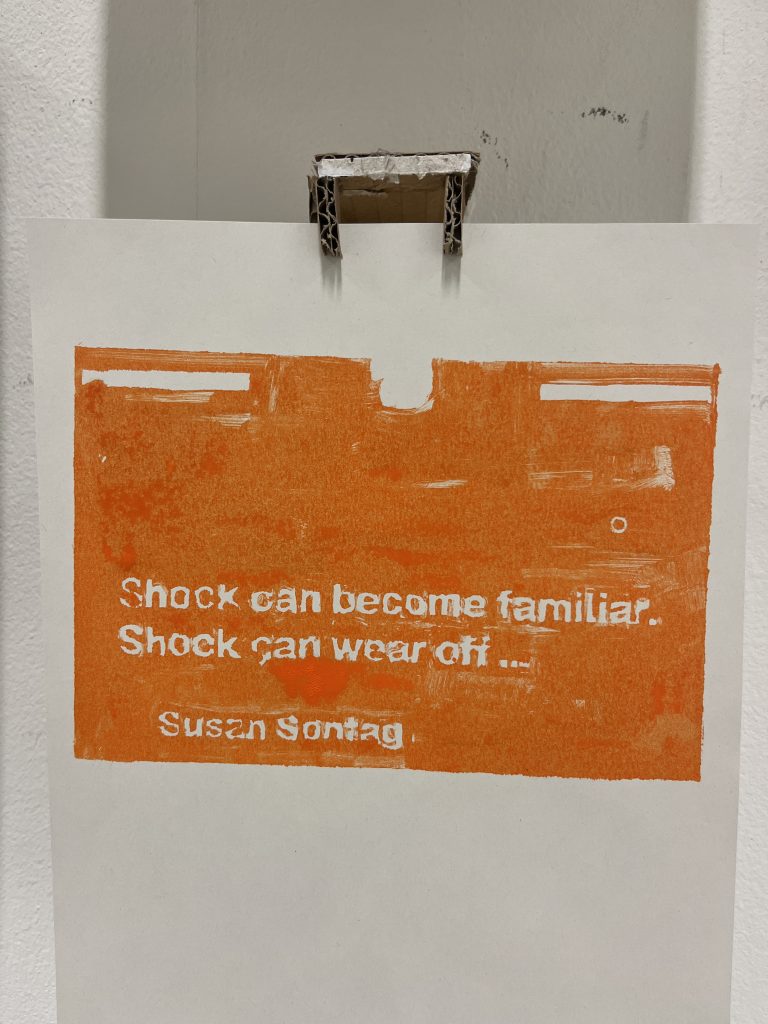 Shock can become familiar.
Shock can wear off ...
Susan Sontag